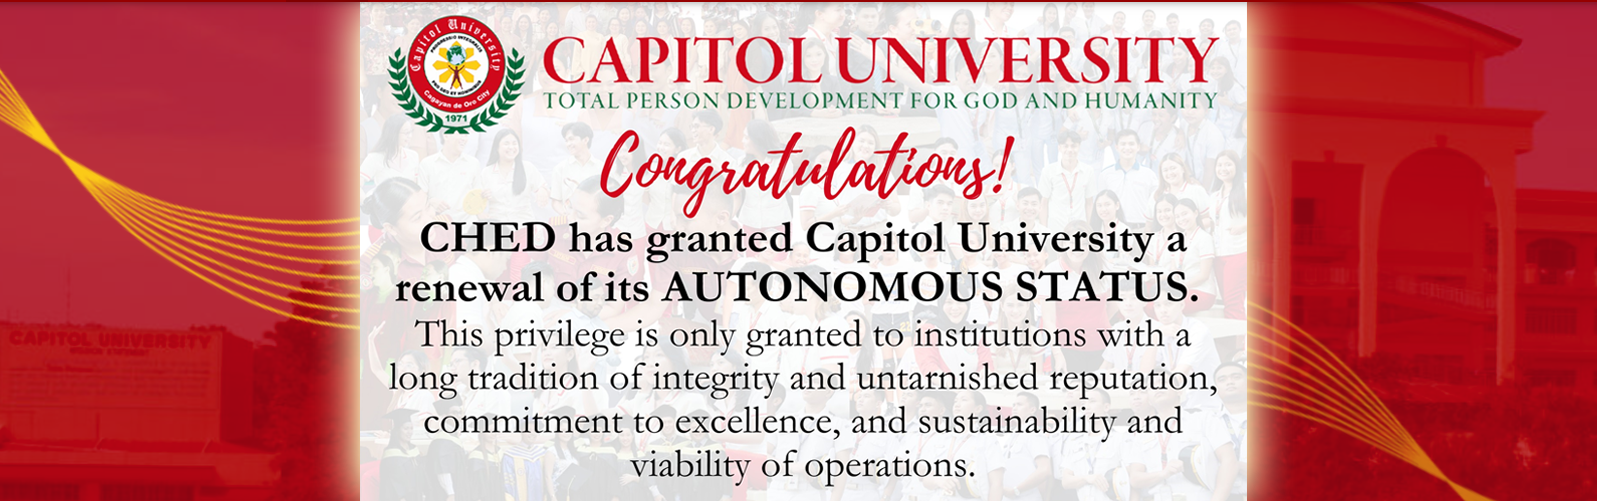 Capitol University
PROGRESSIO INTEGRALIS
Cagayan de Oro City
1971
CAPITOL UNIVERSITY
TOTAL PERSON DEVELOPMENT FOR GOD AND HUMANITY
Congratulations!
CHED has granted Capitol University a
renewal of its AUTONOMOUS STATUS.
This privilege is only granted to institutions with a
long tradition of integrity and untarnished reputation,
commitment to excellence, and sustainability and
viability of operations.
CAPITOL UNIVERSITY